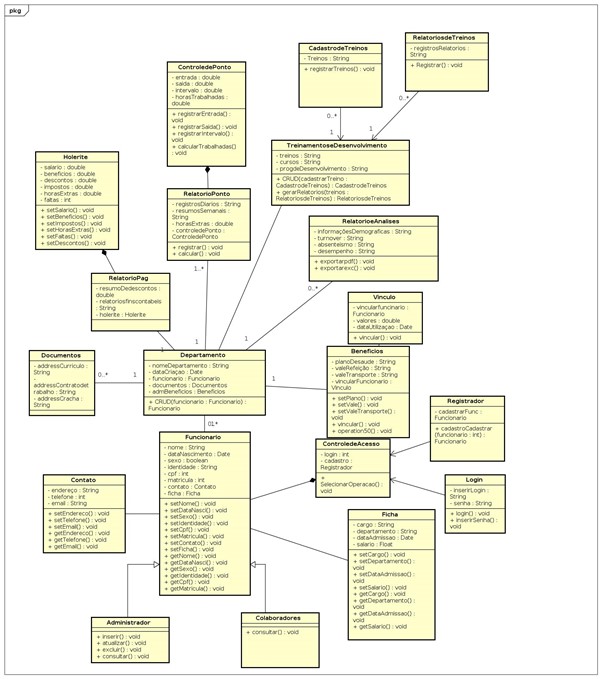 pkg
CadastrodeTreinos
- Treinos : String
+ registrarTreinos() : void
RelatoriosdeTreinos
- registrosRelatorios :
String
+ Registrar() : void
ControledePonto
- entrada : double
- saida : double
- intervalo : double
- horasTrabalhadas :
double
+ registrarEntrada() :
void
+ registrarSaida() : void
+ registrarIntervalo() :
void
+ calcularTrabalhadas()
: void
0..*
0..*
1
1
TreinamentoseDesenvolvimento
- treinos : String
- cursos : String
- progdeDesenvolvimento : String
+ CRUD(cadastrarTreino :
CadastrodeTreinos) : CadastrodeTreinos
+ gerarRelatorios(treinos :
RelatoriosdeTreinos) : RelatoriosdeTreinos
Holerite
- salario : double
- beneficios : double
- descontos : double
- impostos : double
- horasExtras : double
- faltas : int
+ setSalario() : void
+ setBeneficios() : void
+ setImpostos() : void
+ setHorasExtras() : void
+ setFaltas() : void
+ setDescontos() : void
RelatorioPonto
- registrosDiarios : String
- resumosSemanais :
String
- horasExtras : double
- controledePonto :
ControledePonto
+ registrar() : void
+ calcular() : void
1..*
RelatorioeAnalises
- informaçõesDemograficas : String
- turnover : String
- absenteismo : String
- desempenho : String
+ exportarpdf() : void
+ exportarexc() : void
0..*
RelatorioPag
- resumoDedescontos :
double
- relatoriosfinscontabeis
: String
- holerite : Holerite
Vinculo
- vincularfuncinario :
Funcionario
- valores : double
- dataUtilizaçao : Date
+ vincular() : void
1
1
1
Documentos
- addressCurriculo :
String
-
addressContratodet
rabalho : String
- addressCracha :
String
0..*
1
Departamento
- nomeDepartamento : String
- dataCriaçao : Date
- funcionario : Funcionario
- documentos : Documentos
- admBeneficios : Beneficios
+ CRUD(funcionario : Funcionario) :
Funcionario
1
Beneficios
- planoDesaude : String
- valeRefeição : String
- valeTransporte : String
- vincularFuncionario :
Vinculo
+ setPlano() : void
+ setVale() : void
+ setValeTransporte() :
void
+ vincular() : void
+ operation50() : void
Registrador
- cadastrarFunc :
Funcionario
+ cadastroCadastrar
(funcionario : int) :
Funcionario
Funcionario
- nome : String
- dataNascimento : Date
- sexo : boolean
- identidade : String
- cpf : int
- matricula : int
- contato : Contato
- ficha : Ficha
+ setNome() : void
+ setDataNasci() : void
+ setSexo() : void
+ setIdentidade() : void
+ setCpf() : void
+ setMatricula() : void
+ setContato() : void
+ setFicha() : void
+ getNome() : void
+ getDataNasci() : void
+ getSexo() : void
+ getIdentidade() : void
+ getCpf() : void
+ getMatricula() : void
ControledeAcesso
- login : int
- cadastro :
Registrador
+
SelecionarOperacao()
: void
Contato
- endereço : String
- telefone : int
- email : String
+ setEndereco() : void
+ setTelefone() : void
+ setEmail() : void
+ getEndereco() : void
+ getTelefone() : void
+ getEmail() : void
Login
- inserirLogin :
String
- senha : String
+ login() : void
+ inserirSenha() :
void
Ficha
- cargo : String
- departamento : String
- dataAdmissao : Date
- salario : Float
+ setCargo() : void
+ setDepartamento() :
void
+ setDataAdmissao() :
void
+ setSalario() : void
+ getCargo() : void
+ getDepartamento() :
void
+ getDataAdmissao() :
void
+ getSalario() : void
Administrador
+ inserir() : void
+ atualizar() : void
+ excluir() : void
+ consultar() : void
Colaboradores
+ consultar() : void